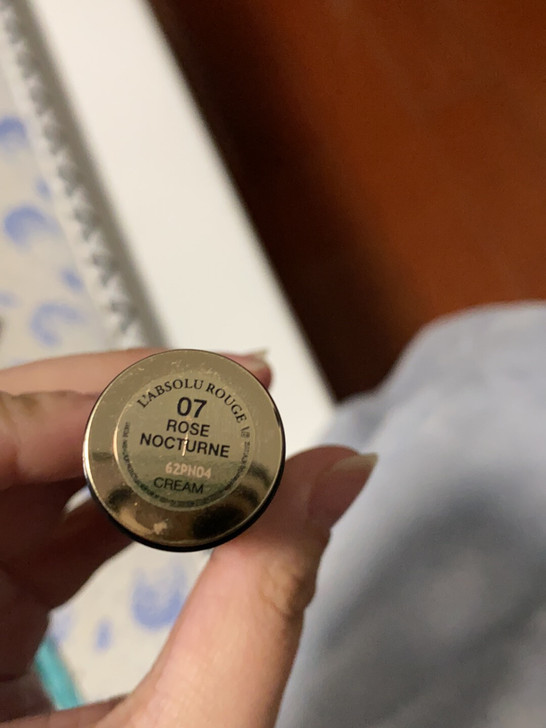 L'ABSOLU ROUGE
07
ROSE
NOCTURNE
62PH04
CREAM